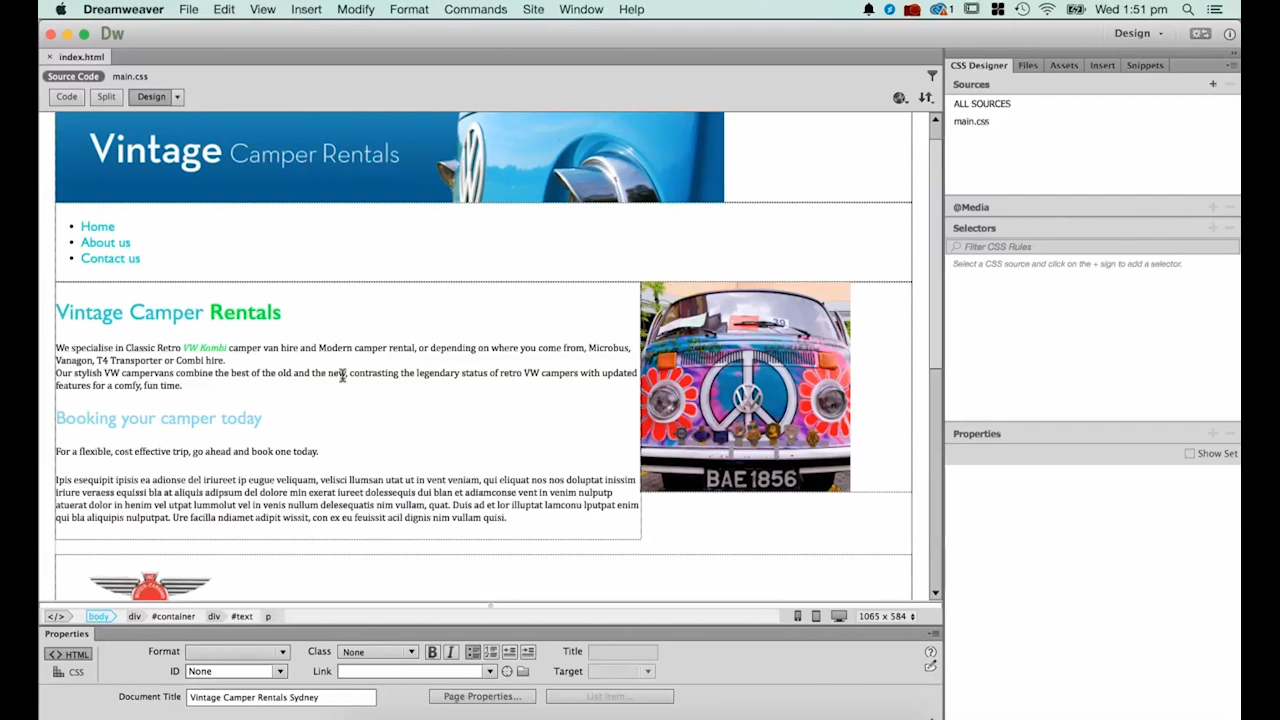 Dreamweaver File Edit View Insert Modify Format Commands Site Window Help 1 Wed 1:51 pm
Dw Design
× index.html CSS Designer Files Assets Insert Snippets
Source Code main.css Sources
Code Split Design ALL SOURCES
main.css
Vintage Camper Rentals
@Media
Home Selectors
About us Filter CSS Rules
Contact us Select a CSS source and click on the + sign to add a selector.
Vintage Camper Rentals
We specialise in Classic Retro VW Kombi camper van hire and Modern camper rental, or depending on where you come from, Microbus,
Vanagon, T4 Transporter or Combi hire.
Our stylish VW campervans combine the best of the old and the new, contrasting the legendary status of retro VW campers with updated
features for a comfy, fun time.
Booking your camper today
Properties
For a flexible, cost effective trip, go ahead and book one today.
Show Set
BAE 1856
Ipis esequipit ipisis ea adionse del iriureet ip eugue veliquam, velisci llumsan utat ut in vent veniam, qui eliquat nos nos doluptat inissim
iriure veraess equissi bla at aliquis adipsum del dolore min exerat iureet dolessequis dui blan et adiamconse vent in venim nulputp
atuerat dolor in henim vel utpat lummolut vel in venis nullum delesequatis nim vullam, quat. Duis ad et lor illuptat lamconu lputpat enim
qui bla aliquipis nulputpat. Ure facilla ndiamet adipit wissit, con ex eu feuissit acil dignis nim vullam quisi.
</> body div #container div #text p 1065 x 584
Properties
<> HTML Format Class None B I Title
CSS ID None Link Target
Document Title Vintage Camper Rentals Sydney Page Properties... List Item...